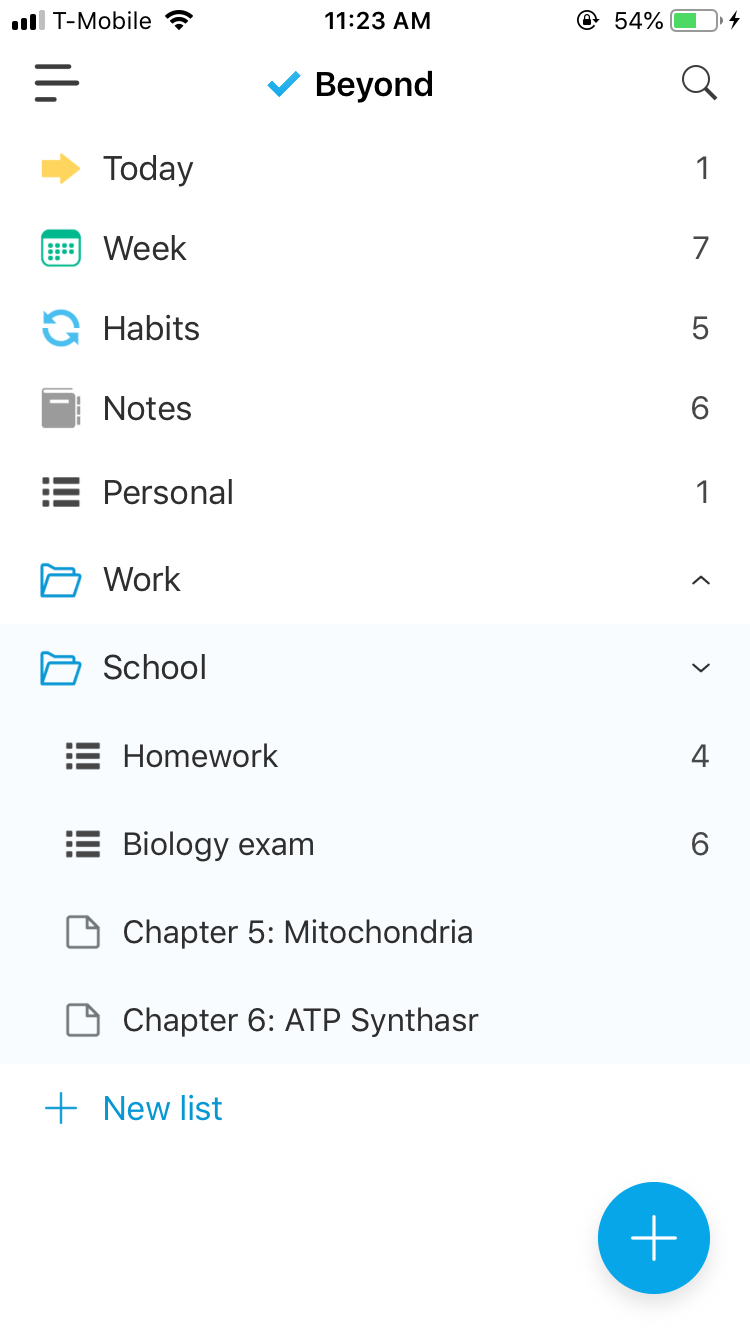 T-Mobile 11:23 AM 54%
Beyond
Today 1
Week 7
Habits 5
Notes 6
Personal 1
Work
School
Homework 4
Biology exam 6
Chapter 5: Mitochondria
Chapter 6: ATP Synthasr
New list